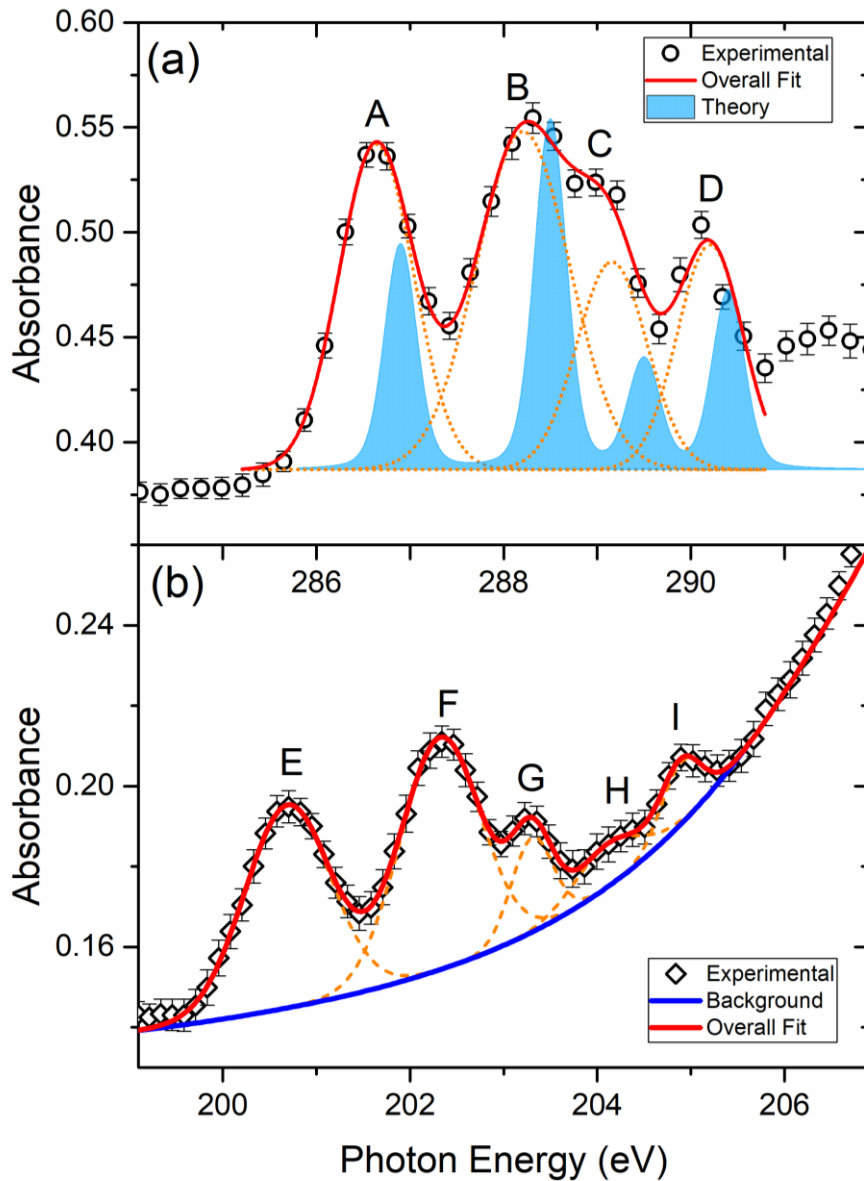 0.60
(a)
Experimental
Overall Fit
Theory
B
A
C
0.55
D
0.50
0.45
0.40
Absorbance
(b)
286
288
290
0.24
F
I
E
G
H
0.20
0.16
Absorbance
Experimental
Background
Overall Fit
200
202
204
206
Photon Energy (eV)